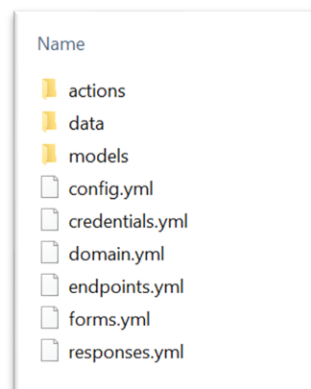 Name
actions
data
models
config.yml
credentials.yml
domain.yml
endpoints.yml
forms.yml
responses.yml